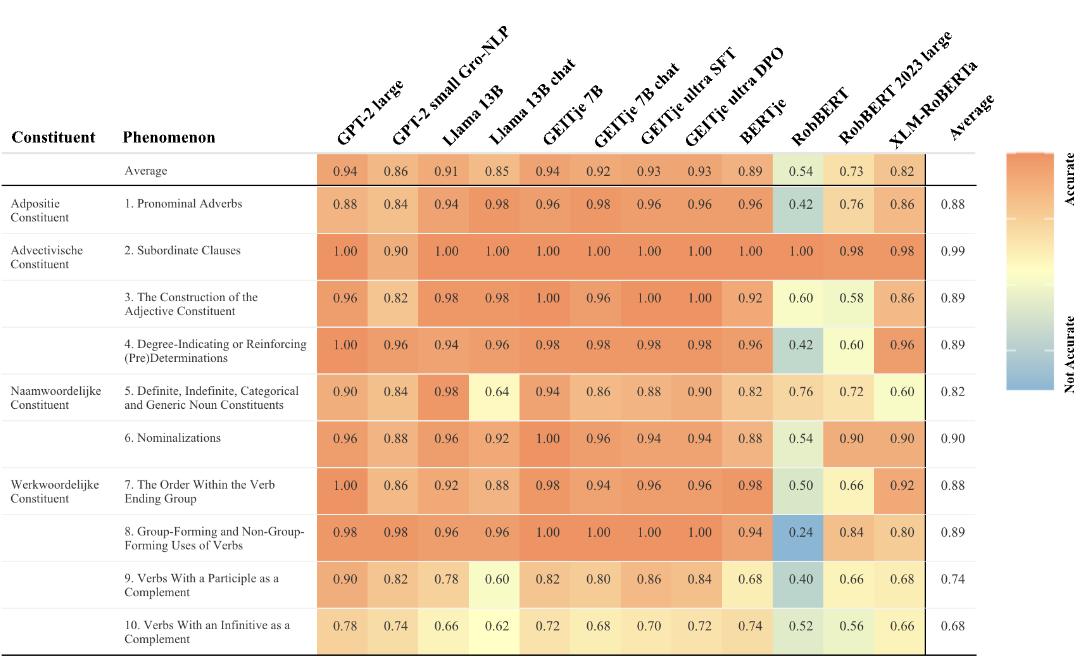 Constituent Phenomenon GPT-2 large GPT-2 small Gro-NLP Llama 13B Llama 13B chat GEITje 7B GEITje 7B chat GEITje ultra SFT GEITje ultra DPO BERTje RobBERT RobBERT 2023 large XLM-RoBERTa Average
Average 0.94 0.86 0.91 0.85 0.94 0.92 0.93 0.93 0.89 0.54 0.73 0.82
Adpositie 1. Pronominal Adverbs 0.88 0.84 0.94 0.98 0.96 0.98 0.96 0.96 0.96 0.42 0.76 0.86 0.88
Constituent
Advectivische 2. Subordinate Clauses 1.00 0.90 1.00 1.00 1.00 1.00 1.00 1.00 1.00 1.00 0.98 0.98 0.99
Constituent
3. The Construction of the 0.96 0.82 0.98 0.98 1.00 0.96 1.00 1.00 0.92 0.60 0.58 0.86 0.89
Adjective Constituent
4. Degree-Indicating or Reinforcing 1.00 0.96 0.94 0.96 0.98 0.98 0.98 0.98 0.96 0.42 0.60 0.96 0.89
(Pre)Determinations
Naamwoordelijke 5. Definite, Indefinite, Categorical 0.90 0.84 0.98 0.64 0.94 0.86 0.88 0.90 0.82 0.76 0.72 0.60 0.82
Constituent and Generic Noun Constituents
6. Nominalizations 0.96 0.88 0.96 0.92 1.00 0.96 0.94 0.94 0.88 0.54 0.90 0.90 0.90
Werkwoordelijke 7. The Order Within the Verb 1.00 0.86 0.92 0.88 0.98 0.94 0.96 0.96 0.98 0.50 0.66 0.92 0.88
Constituent Ending Group
8. Group-Forming and Non-Group- 0.98 0.98 0.96 0.96 1.00 1.00 1.00 1.00 0.94 0.24 0.84 0.80 0.89
Forming Uses of Verbs
9. Verbs With a Participle as a 0.90 0.82 0.78 0.60 0.82 0.80 0.86 0.84 0.68 0.40 0.66 0.68 0.74
Complement
10. Verbs With an Infinitive as a 0.78 0.74 0.66 0.62 0.72 0.68 0.70 0.72 0.74 0.52 0.56 0.66 0.68
Complement
Accurate
Not Accurate